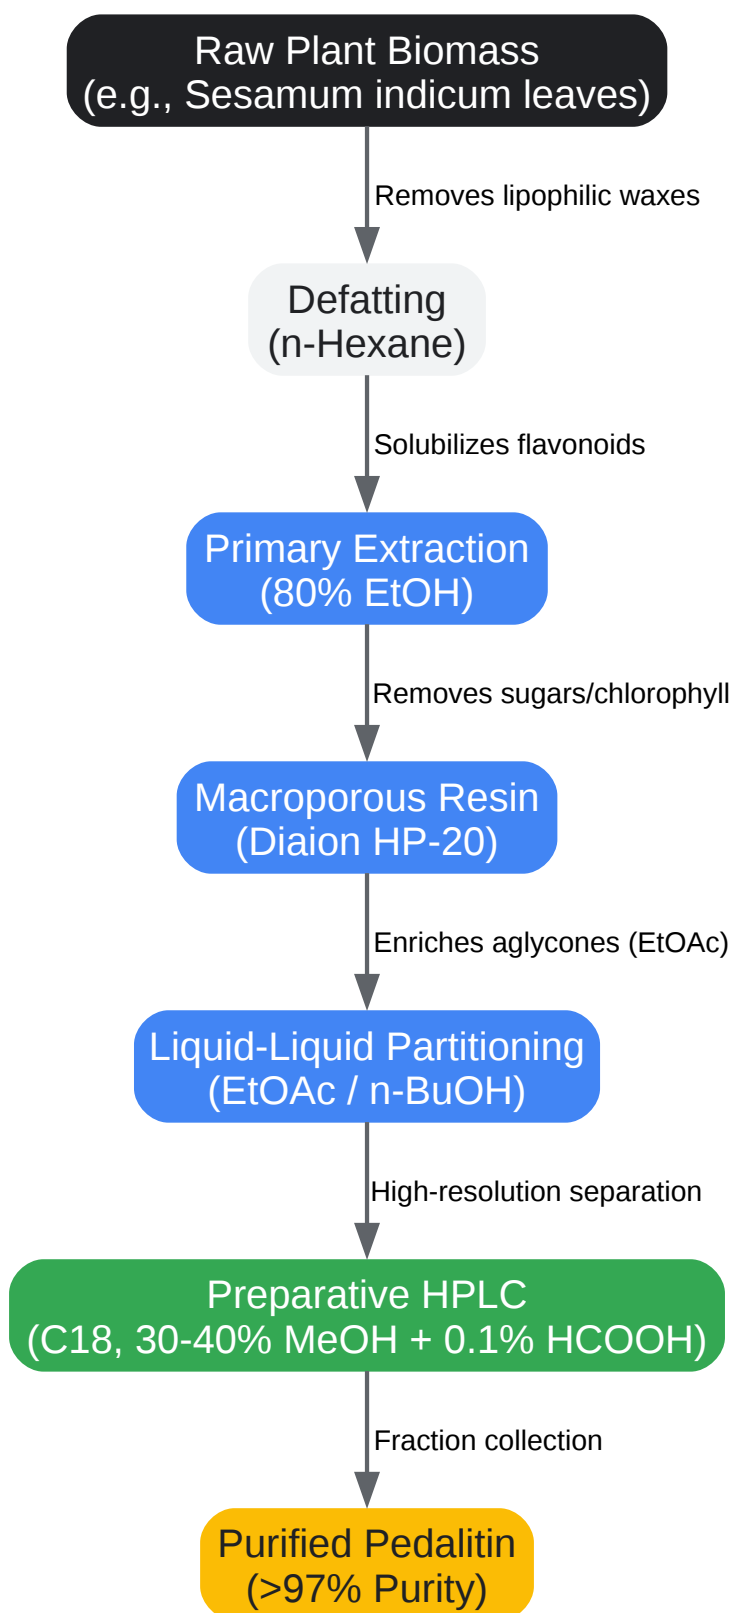 Raw Plant Biomass
(e.g., Sesamum indicum leaves)
Removes lipophilic waxes
Defatting
(n-Hexane)
Solubilizes flavonoids
Primary Extraction
(80% EtOH)
Removes sugars/chlorophyll
Macroporous Resin
(Diaion HP-20)
Enriches aglycones (EtOAc)
Liquid-Liquid Partitioning
(EtOAc / n-BuOH)
High-resolution separation
Preparative HPLC
(C18, 30-40% MeOH + 0.1% HCOOH)
Fraction collection
Purified Pedalitin
(>97% Purity)